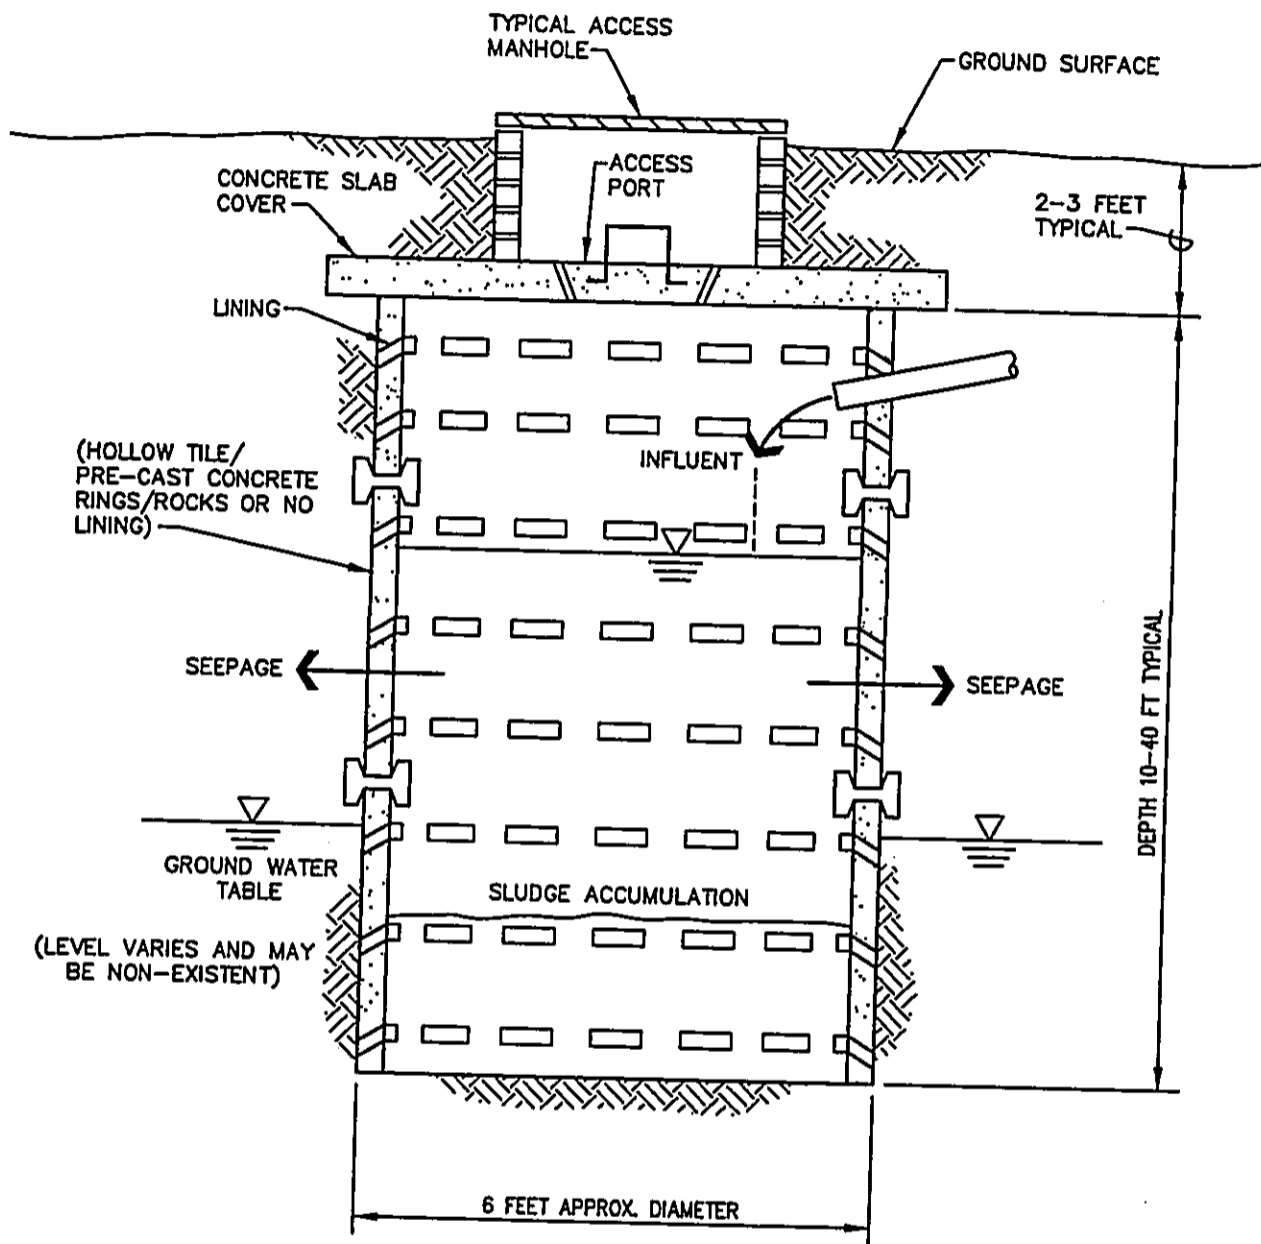 TYPICAL ACCESS
MANHOLE
GROUND SURFACE
ACCESS
PORT
CONCRETE SLAB
COVER
2-3 FEET
TYPICAL
LINING
(HOLLOW TILE/
PRE-CAST CONCRETE
RINGS/ROCKS OR NO
LINING)
INFLUENT
SEEPAGE
SEEPAGE
DEPTH 10-40 FT TYPICAL
GROUND WATER
TABLE
SLUDGE ACCUMULATION
(LEVEL VARIES AND MAY
BE NON-EXISTENT)
6 FEET APPROX. DIAMETER